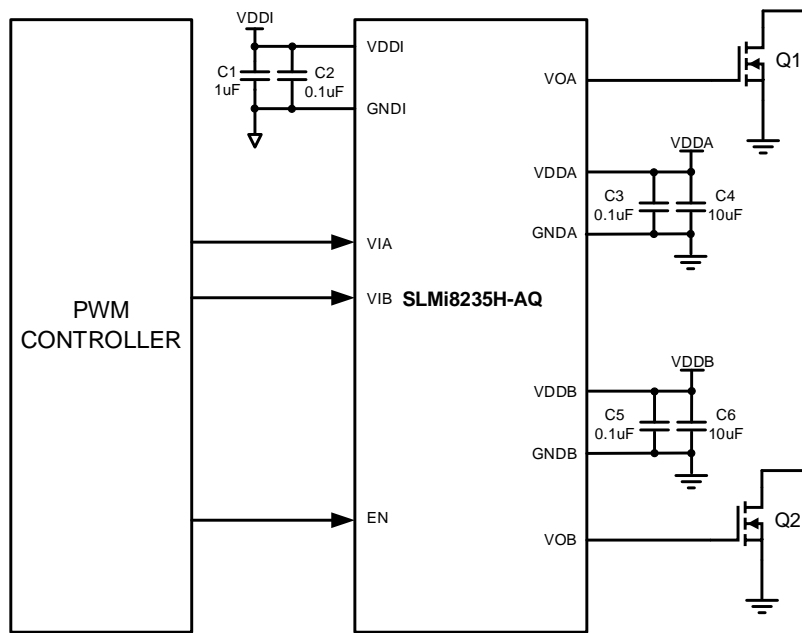 VDDI
C1
1uF
C2
0.1uF
VDDI
GNDI
VIA
VIB
EN
PWM
CONTROLLER
SLMi8235H-AQ
VOA
Q1
VDDA
VDDA
C3
0.1uF
C4
10uF
GNDA
VDDB
VDDB
C5
0.1uF
C6
10uF
GNDB
VOB
Q2